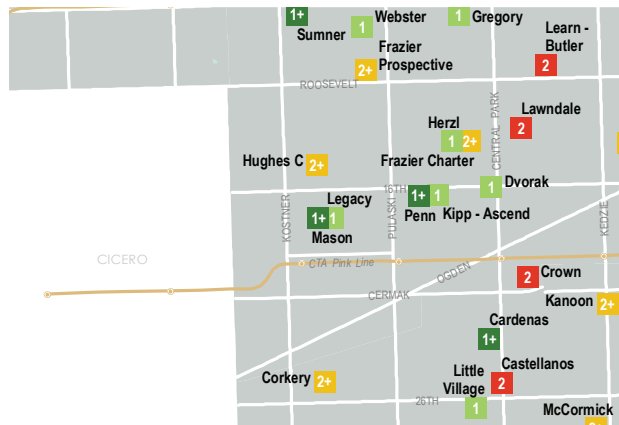 1+
Sumner
1
Webster
1
Gregory
Learn -
Butler
2
Frazier
Prospective
2+
ROOSEVELT
CENTRAL PARK
Lawndale
2
Herzl
1 2+
Frazier Charter
Hughes C
2+
16TH
1
Dvorak
1+ 1
Penn
Kipp - Ascend
Legacy
1+ 1
Mason
KOSTNER
PULASKI
KEDZIE
CICERO
CTA Pink Line
OGDEN
2
Crown
CERMAK
Kanoon
2+
Cardenas
1+
Little
Village
1
Castellanos
2
Corkery
2+
26TH
McCormick
2+